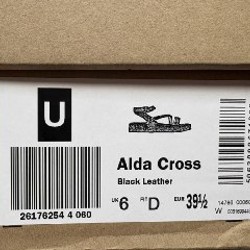 U
Alda Cross
Black Leather
UK 6 FIT D EUR 39½
26176254 4 060